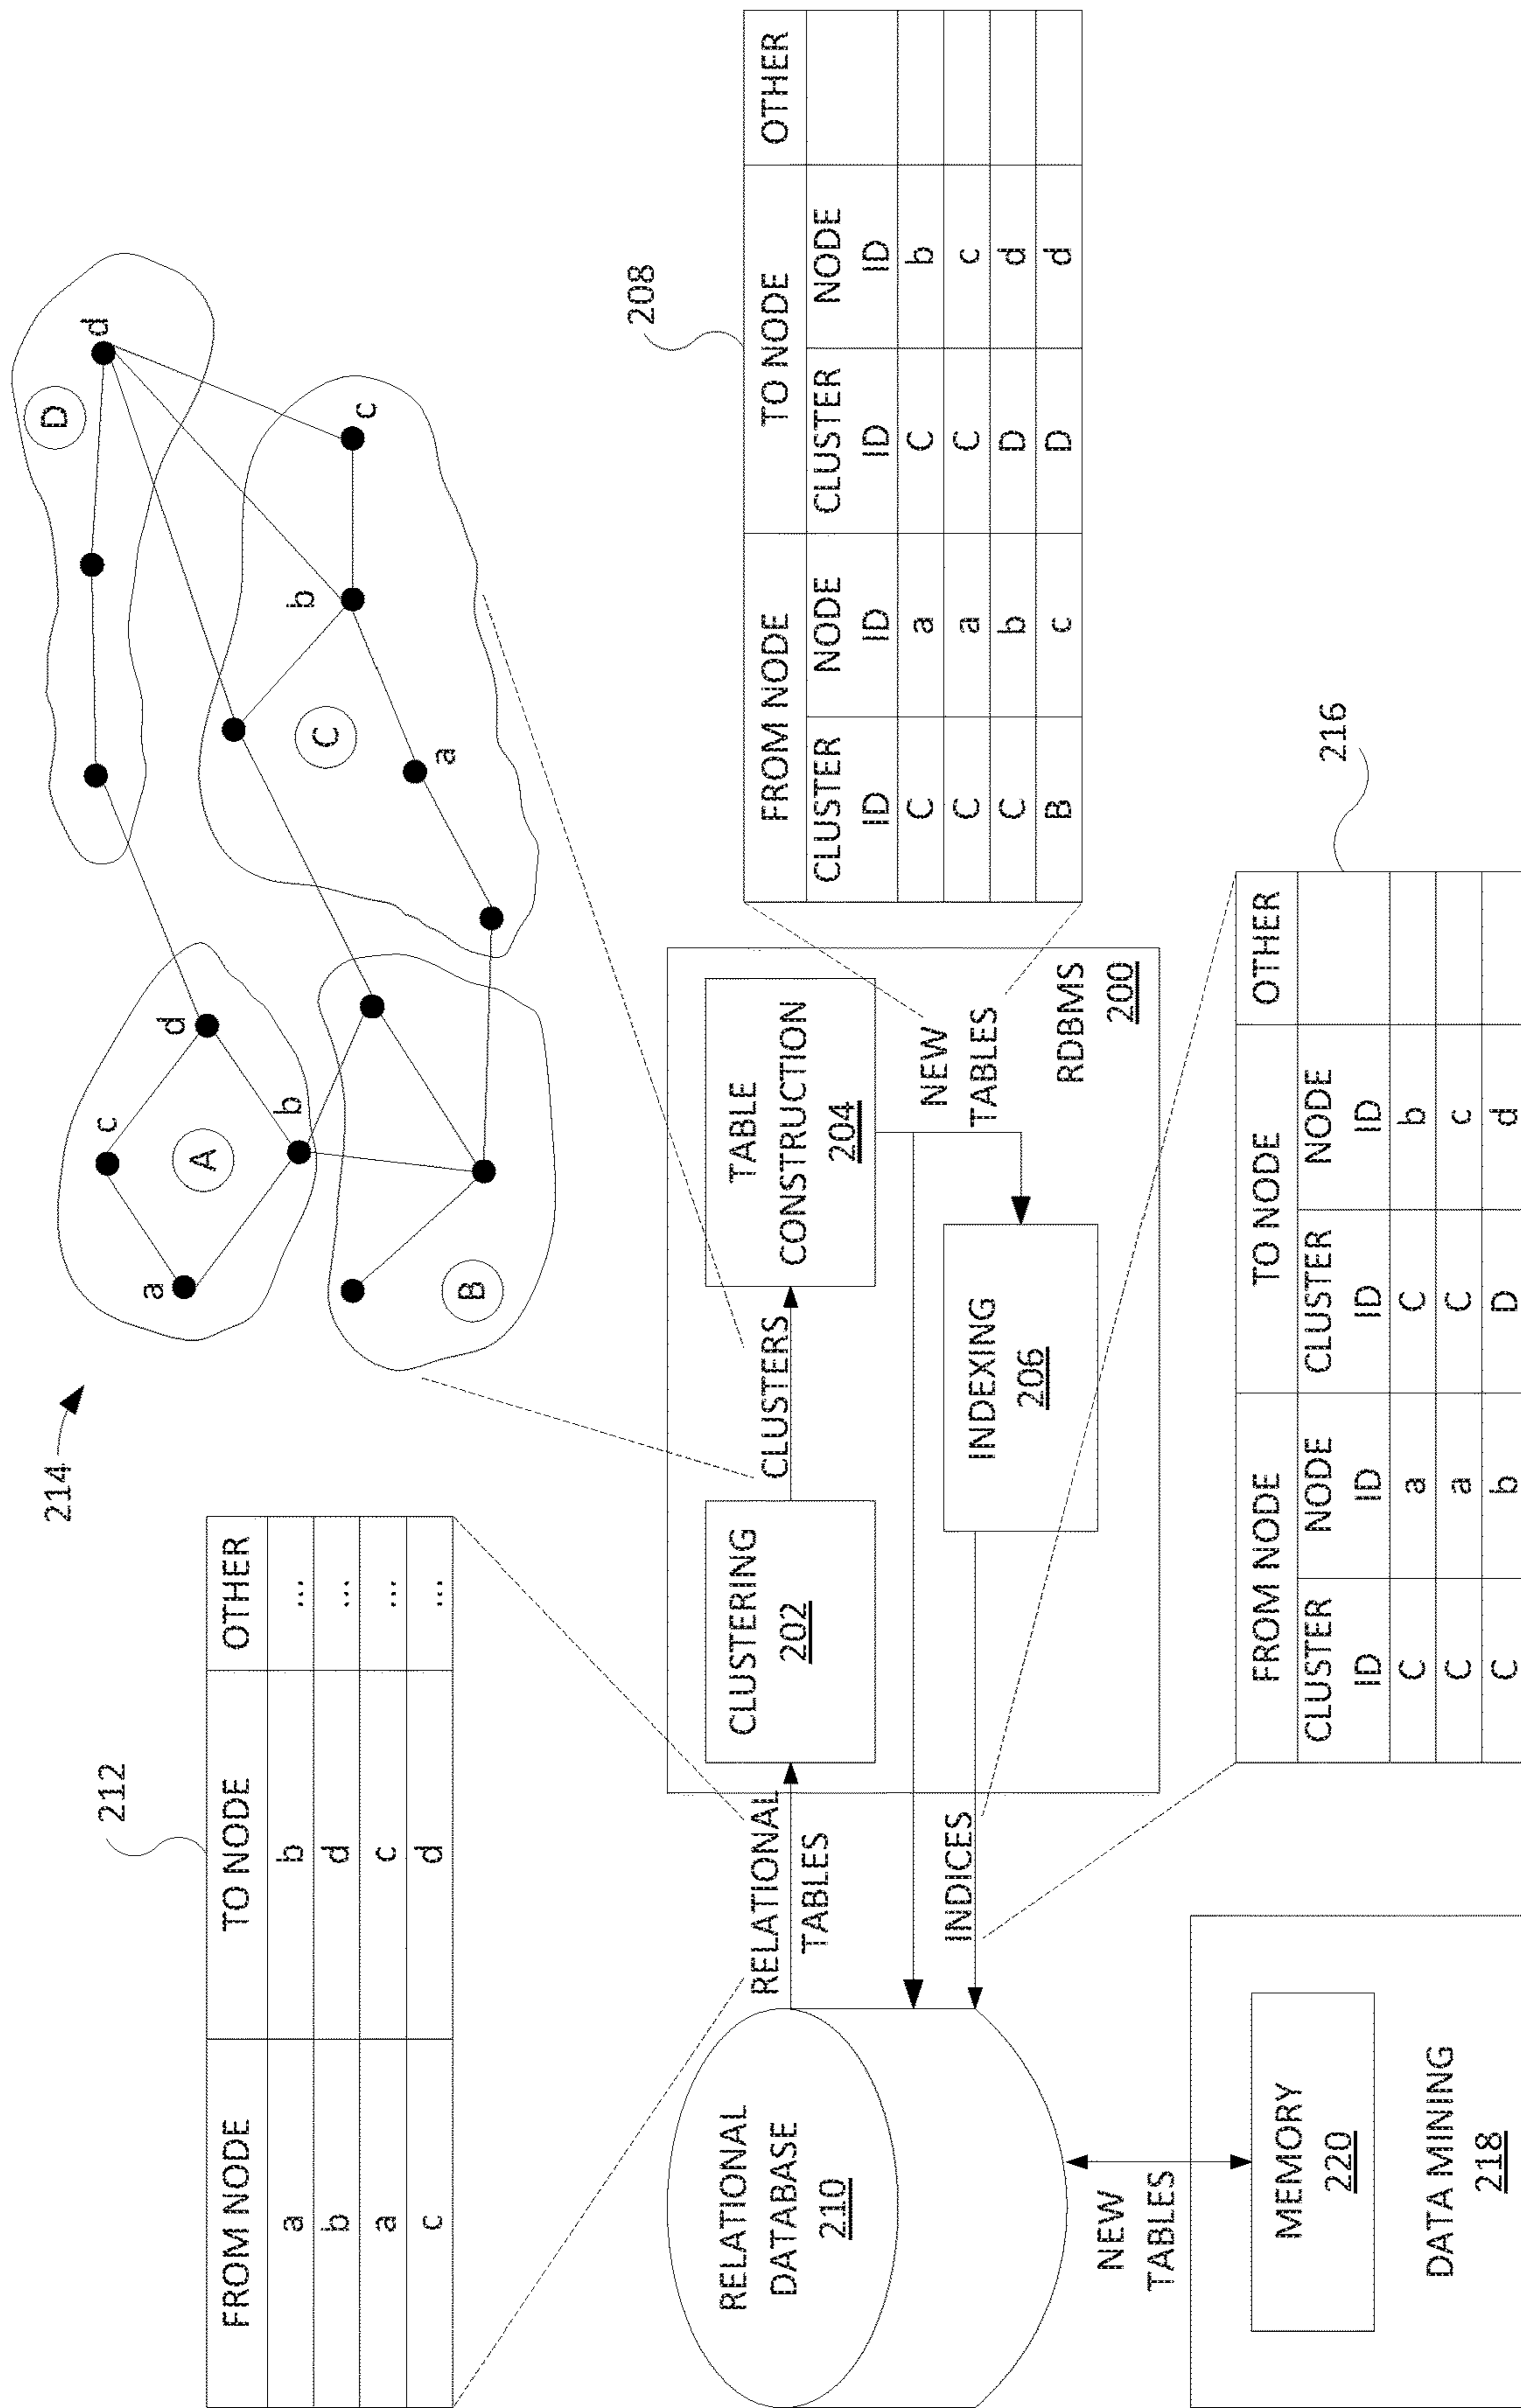 214
D
d
A
c
d
a
b
C
b
c
a
B
212
FROM NODE TO NODE OTHER
a b ...
b d ...
a c ...
c d ...
RELATIONAL
DATABASE
210
RELATIONAL
TABLES
CLUSTERING
202
CLUSTERS
TABLE
CONSTRUCTION
204
NEW
TABLES
INDEXING
206
RDBMS
200
INDICES
208
FROM NODE TO NODE OTHER
CLUSTER NODE CLUSTER NODE
ID ID ID ID
C a C b
C a C c
C b D d
B c D d
NEW
TABLES
MEMORY
220
DATA MINING
218
216
FROM NODE TO NODE OTHER
CLUSTER NODE CLUSTER NODE
ID ID ID ID
C a C b
C a C c
C b D d